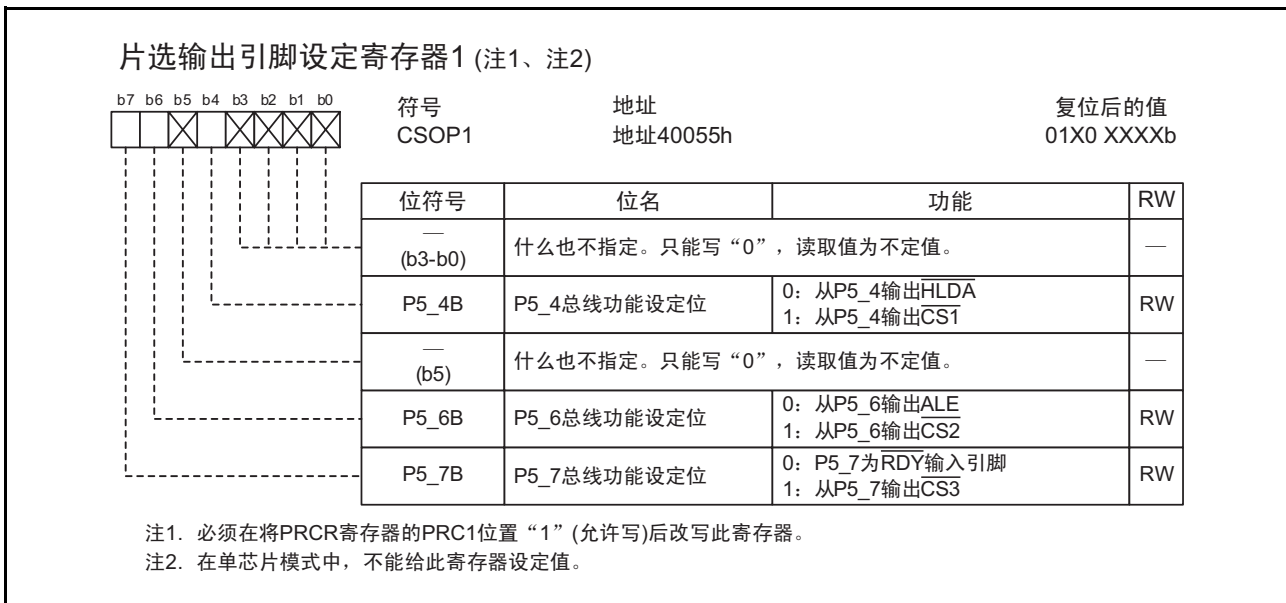 片选输出引脚设定寄存器1 (注1、注2)
b7 b6 b5 b4 b3 b2 b1 b0
符号 地址 复位后的值
CSOP1 地址40055h 01X0 XXXXb
位符号 位名 功能 RW
—
(b3-b0) 什么也不指定。只能写“0”，读取值为不定值。 —
P5_4B P5_4总线功能设定位 0：从P5_4输出H̅L̅D̅A̅ RW
1：从P5_4输出C̅S̅1̅
—
(b5) 什么也不指定。只能写“0”，读取值为不定值。 —
P5_6B P5_6总线功能设定位 0：从P5_6输出ALE RW
1：从P5_6输出C̅S̅2̅
P5_7B P5_7总线功能设定位 0：P5_7为R̅D̅Y̅输入引脚 RW
1：从P5_7输出C̅S̅3̅
注1. 必须在将PRCR寄存器的PRC1位置“1”(允许写)后改写此寄存器。
注2. 在单芯片模式中，不能给此寄存器设定值。